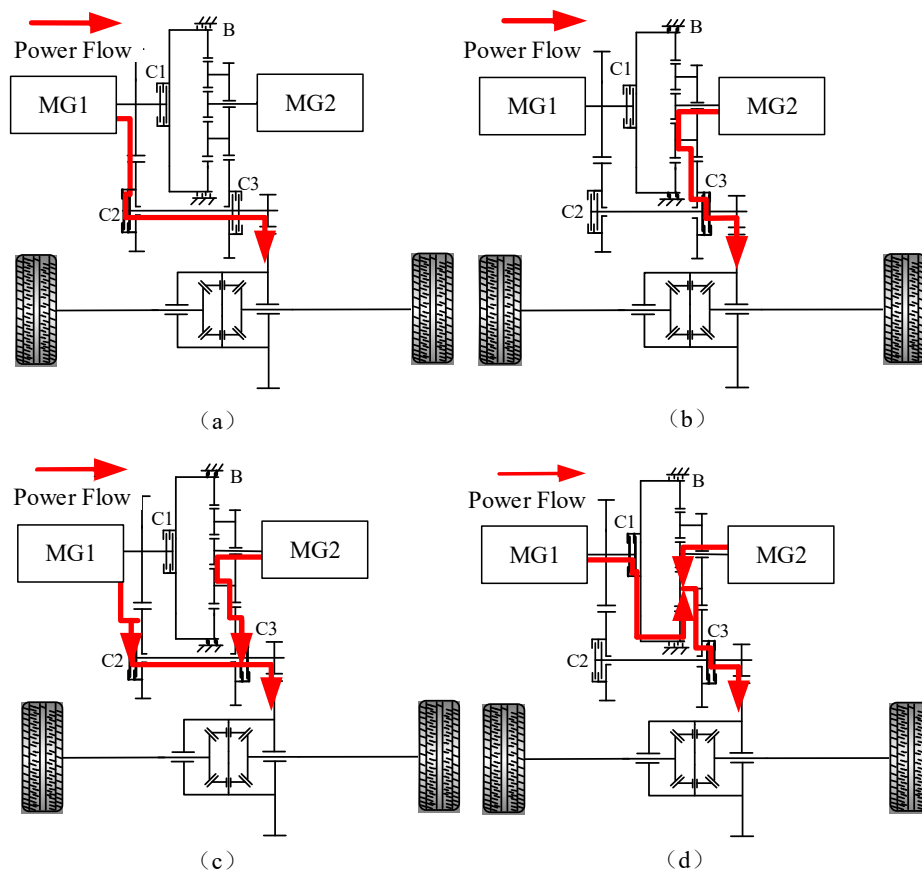 Power Flow
B
C1
MG1
MG2
C3
C2
(a)
Power Flow
B
C1
MG1
MG2
C3
C2
(b)
Power Flow
B
C1
MG1
MG2
C3
C2
(c)
Power Flow
B
C1
MG1
MG2
C3
C2
(d)